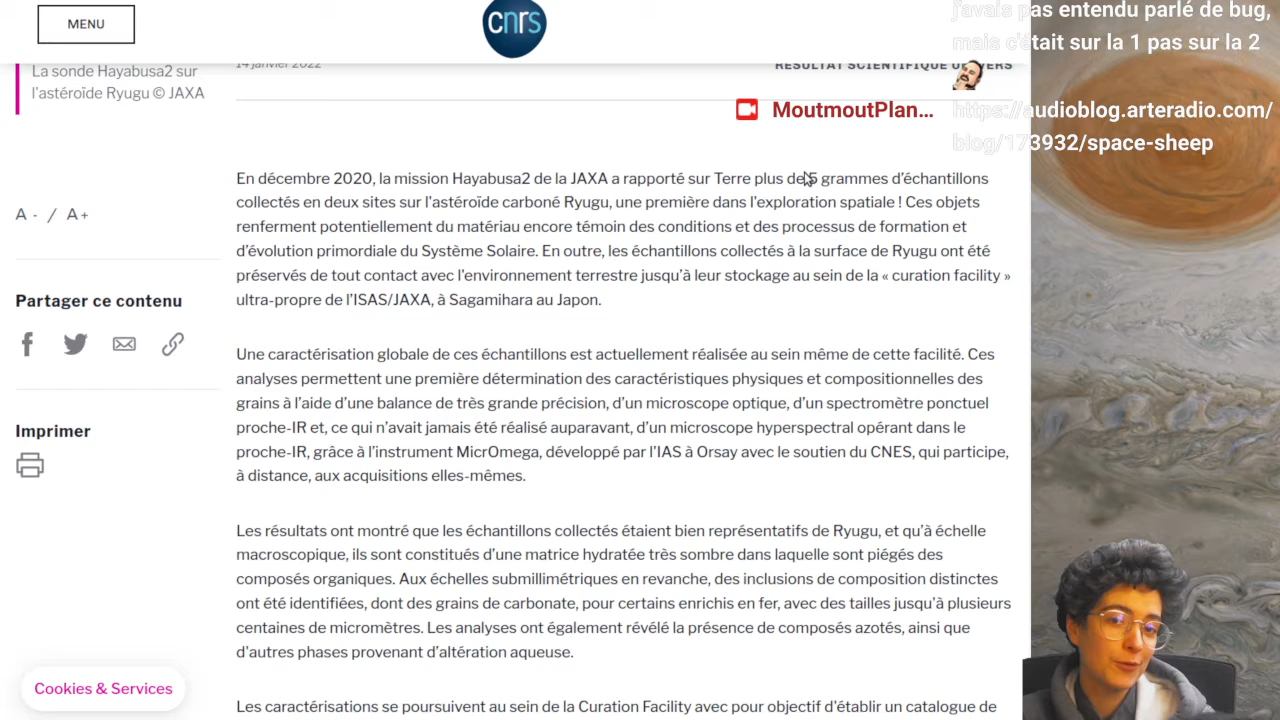 MENU
cnrs
j'avais pas entendu parlé de bug,
mais c'était sur la 1 pas sur la 2
La sonde Hayabusa2 sur
l'astéroïde Ryugu © JAXA
14 janvier 2022
RÉSULTAT SCIENTIFIQUE
MoutmoutPlan...
https://audioblog.arteradio.com/
blog/173932/space-sheep
En décembre 2020, la mission Hayabusa2 de la JAXA a rapporté sur Terre plus de 5 grammes d'échantillons
collectés en deux sites sur l'astéroïde carboné Ryugu, une première dans l'exploration spatiale ! Ces objets
renferment potentiellement du matériau encore témoin des conditions et des processus de formation et
d'évolution primordiale du Système Solaire. En outre, les échantillons collectés à la surface de Ryugu ont été
préservés de tout contact avec l'environnement terrestre jusqu'à leur stockage au sein de la « curation facility »
ultra-propre de l'ISAS/JAXA, à Sagamihara au Japon.
A - / A +
Partager ce contenu
Une caractérisation globale de ces échantillons est actuellement réalisée au sein même de cette facilité. Ces
analyses permettent une première détermination des caractéristiques physiques et compositionnelles des
grains à l'aide d'une balance de très grande précision, d'un microscope optique, d'un spectromètre ponctuel
proche-IR et, ce qui n'avait jamais été réalisé auparavant, d'un microscope hyperspectral opérant dans le
proche-IR, grâce à l'instrument MicrOmega, développé par l'IAS à Orsay avec le soutien du CNES, qui participe,
à distance, aux acquisitions elles-mêmes.
Imprimer
Les résultats ont montré que les échantillons collectés étaient bien représentatifs de Ryugu, et qu'à échelle
macroscopique, ils sont constitués d'une matrice hydratée très sombre dans laquelle sont piégés des
composés organiques. Aux échelles submillimétriques en revanche, des inclusions de composition distinctes
ont été identifiées, dont des grains de carbonate, pour certains enrichis en fer, avec des tailles jusqu'à plusieurs
centaines de micromètres. Les analyses ont également révélé la présence de composés azotés, ainsi que
d'autres phases provenant d'altération aqueuse.
Cookies & Services
Les caractérisations se poursuivent au sein de la Curation Facility avec pour objectif d'établir un catalogue de